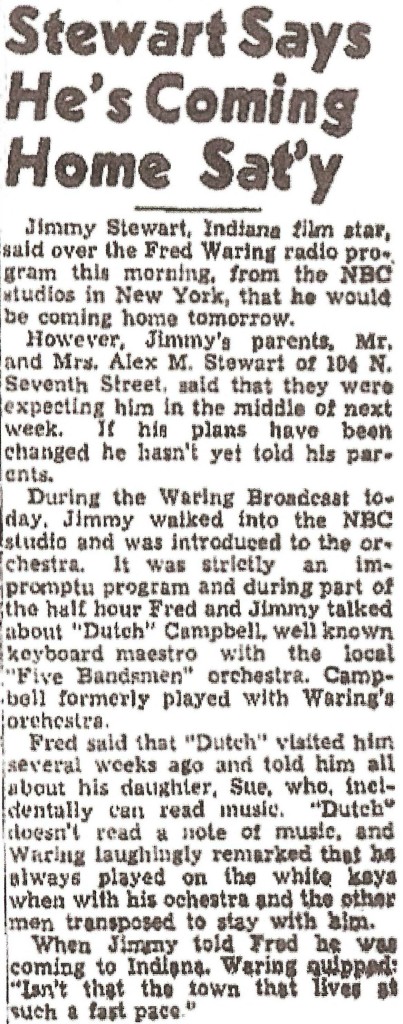 Stewart Says
He's Coming
Home Sat'y
Jimmy Stewart, Indiana film star,
said over the Fred Waring radio pro-
gram this morning, from the NBC
studios in New York, that he would
be coming home tomorrow.
However, Jimmy's parents, Mr.
and Mrs. Alex M. Stewart of 104 N.
Seventh Street, said that they were
expecting him in the middle of next
week. If his plans have been
changed he hasn't yet told his par-
ents.
During the Waring Broadcast to-
day, Jimmy walked into the NBC
studio and was introduced to the or-
chestra. It was strictly an im-
promptu program and during part of
the half hour Fred and Jimmy talked
about "Dutch" Campbell, well known
keyboard maestro with the local
"Five Bandsmen" orchestra. Camp-
bell formerly played with Waring's
orchestra.
Fred said that "Dutch" visited him
several weeks ago and told him all
about his daughter, Sue, who, inci-
dentally can read music. "Dutch"
doesn't read a note of music, and
Waring laughingly remarked that he
always played on the white keys
when with his ochestra and the other
men transposed to stay with him.
When Jimmy told Fred he was
coming to Indiana, Waring quipped:
"Isn't that the town that lives at
such a fast pace."